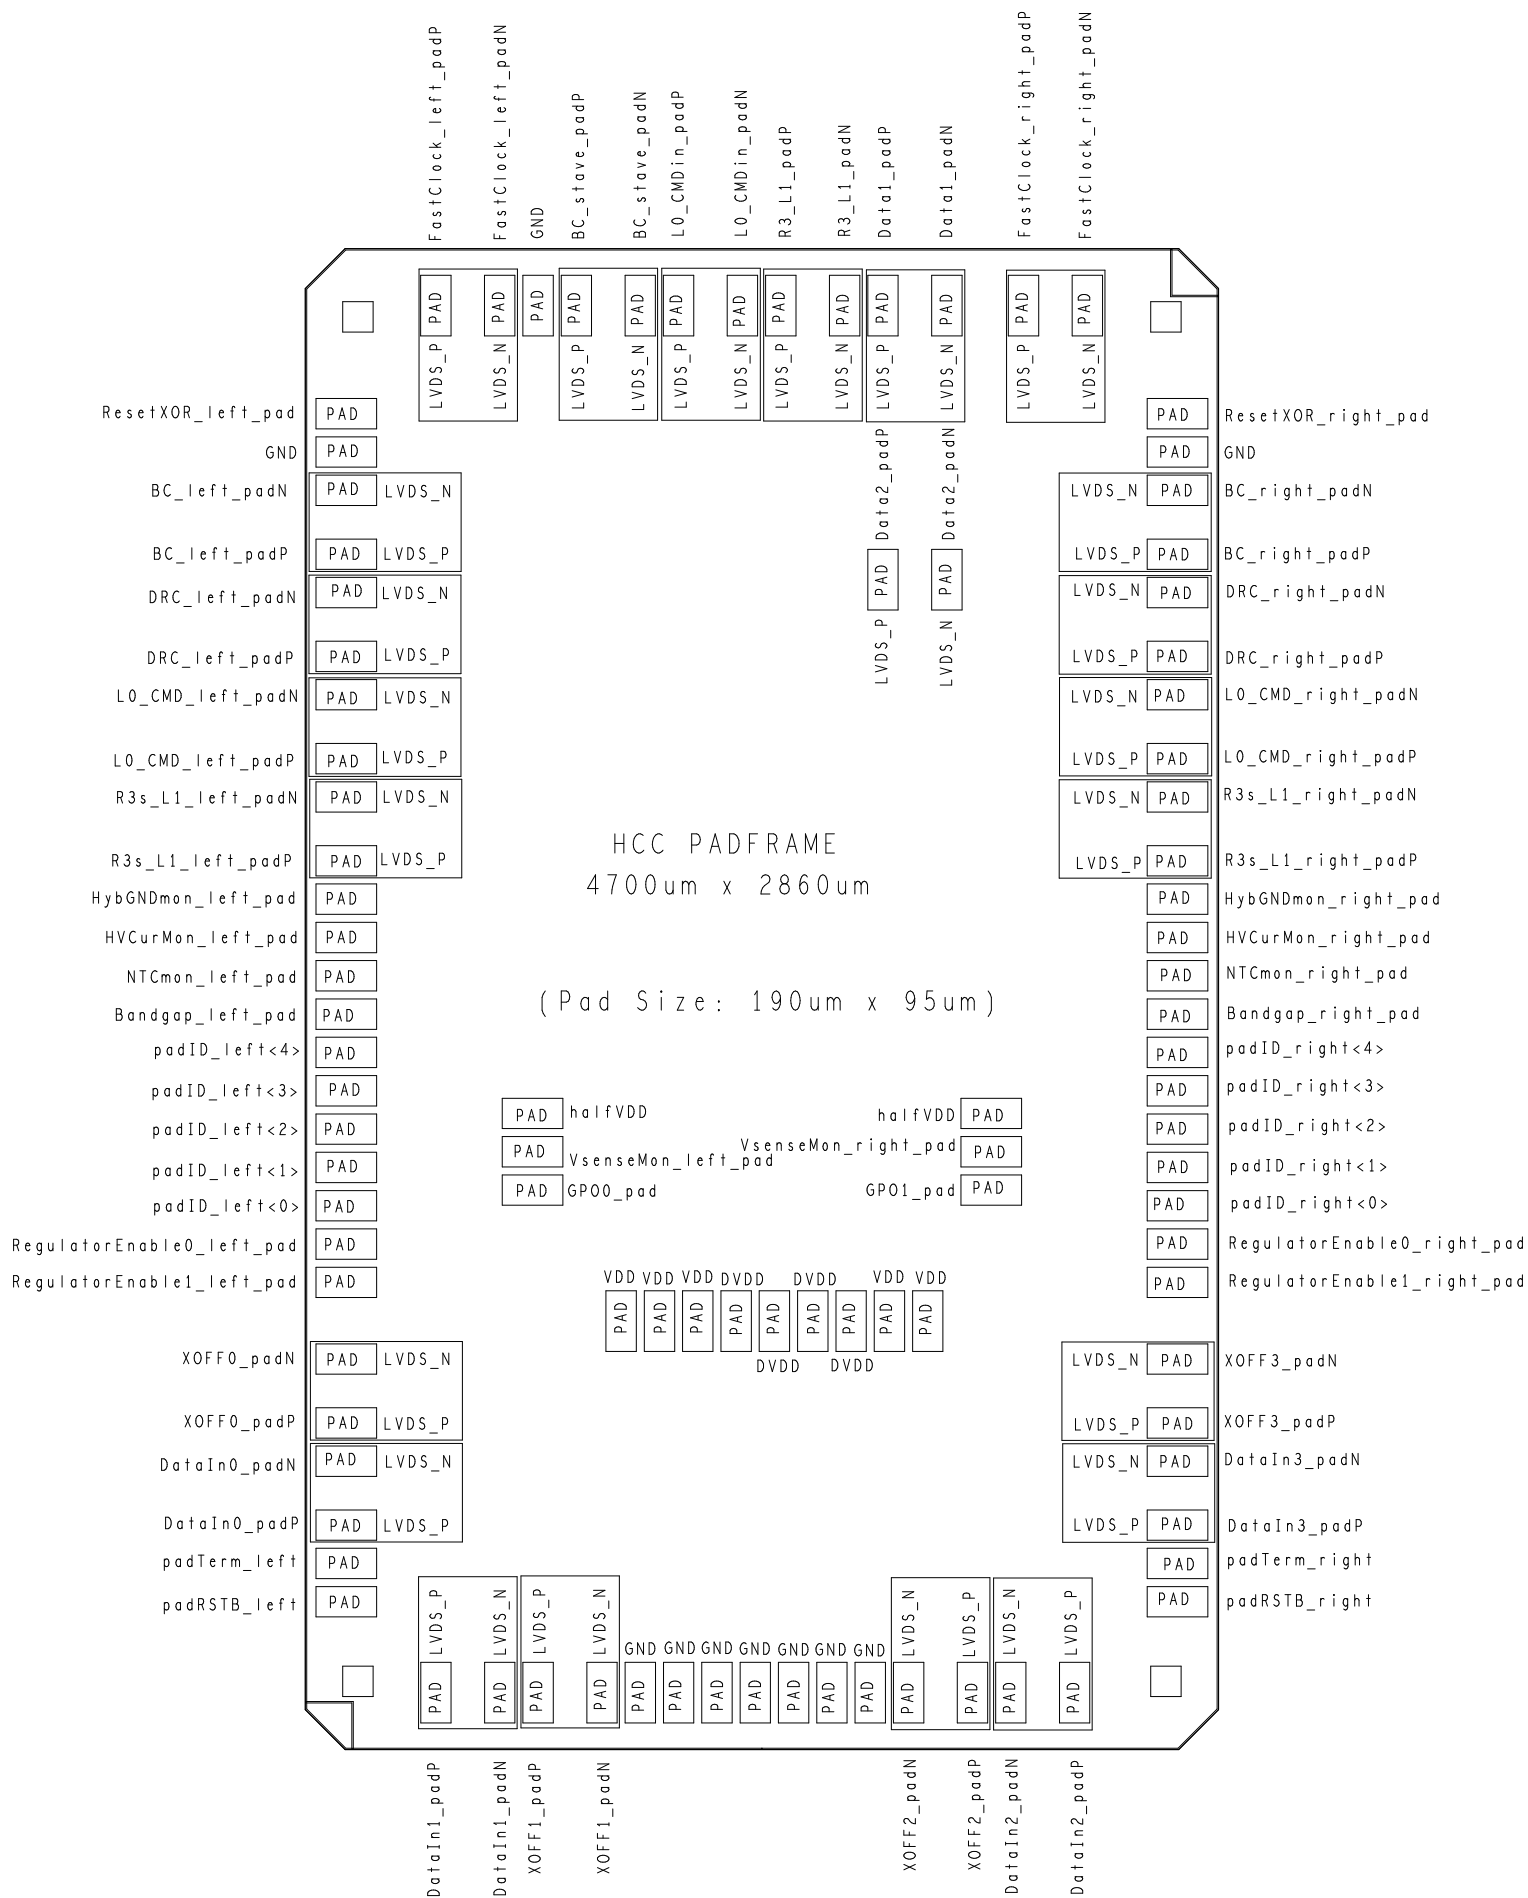 FastClock_left_padP
FastClock_left_padN
GND
BC_stave_padP
BC_stave_padN
L0_CMDin_padP
L0_CMDin_padN
R3_L1_padP
R3_L1_padN
Data1_padP
Data1_padN
FastClock_right_padP
FastClock_right_padN
PAD PAD PAD PAD PAD PAD PAD PAD PAD PAD PAD PAD PAD
LVDS_P LVDS_N LVDS_P LVDS_N LVDS_P LVDS_N LVDS_P LVDS_N LVDS_P LVDS_N LVDS_P LVDS_N
Data2_padP
Data2_padN
PAD PAD
LVDS_P LVDS_N
ResetXOR_left_pad PAD
GND PAD
BC_left_padN PAD LVDS_N
BC_left_padP PAD LVDS_P
DRC_left_padN PAD LVDS_N
DRC_left_padP PAD LVDS_P
L0_CMD_left_padN PAD LVDS_N
L0_CMD_left_padP PAD LVDS_P
R3s_L1_left_padN PAD LVDS_N
R3s_L1_left_padP PAD LVDS_P
HybGNDmon_left_pad PAD
HVCurMon_left_pad PAD
NTCmon_left_pad PAD
Bandgap_left_pad PAD
padID_left<4> PAD
padID_left<3> PAD
padID_left<2> PAD
padID_left<1> PAD
padID_left<0> PAD
RegulatorEnable0_left_pad PAD
RegulatorEnable1_left_pad PAD
XOFF0_padN PAD LVDS_N
XOFF0_padP PAD LVDS_P
DataIn0_padN PAD LVDS_N
DataIn0_padP PAD LVDS_P
padTerm_left PAD
padRSTB_left PAD
HCC PADFRAME
4700um x 2860um
(Pad Size: 190um x 95um)
PAD halfVDD
PAD VsenseMon_left_pad
PAD GPO0_pad
halfVDD PAD
VsenseMon_right_pad PAD
GPO1_pad PAD
VDD VDD VDD DVDD DVDD VDD VDD
PAD PAD PAD PAD PAD PAD PAD PAD PAD
DVDD DVDD
PAD ResetXOR_right_pad
PAD GND
LVDS_N PAD BC_right_padN
LVDS_P PAD BC_right_padP
LVDS_N PAD DRC_right_padN
LVDS_P PAD DRC_right_padP
LVDS_N PAD L0_CMD_right_padN
LVDS_P PAD L0_CMD_right_padP
LVDS_N PAD R3s_L1_right_padN
LVDS_P PAD R3s_L1_right_padP
PAD HybGNDmon_right_pad
PAD HVCurMon_right_pad
PAD NTCmon_right_pad
PAD Bandgap_right_pad
PAD padID_right<4>
PAD padID_right<3>
PAD padID_right<2>
PAD padID_right<1>
PAD padID_right<0>
PAD RegulatorEnable0_right_pad
PAD RegulatorEnable1_right_pad
LVDS_N PAD XOFF3_padN
LVDS_P PAD XOFF3_padP
LVDS_N PAD DataIn3_padN
LVDS_P PAD DataIn3_padP
PAD padTerm_right
PAD padRSTB_right
LVDS_P LVDS_N LVDS_P LVDS_N GND GND GND GND GND GND GND LVDS_N LVDS_P LVDS_N LVDS_P
PAD PAD PAD PAD PAD PAD PAD PAD PAD PAD PAD PAD PAD PAD PAD
DataIn1_padP
DataIn1_padN
XOFF1_padP
XOFF1_padN
XOFF2_padN
XOFF2_padP
DataIn2_padN
DataIn2_padP